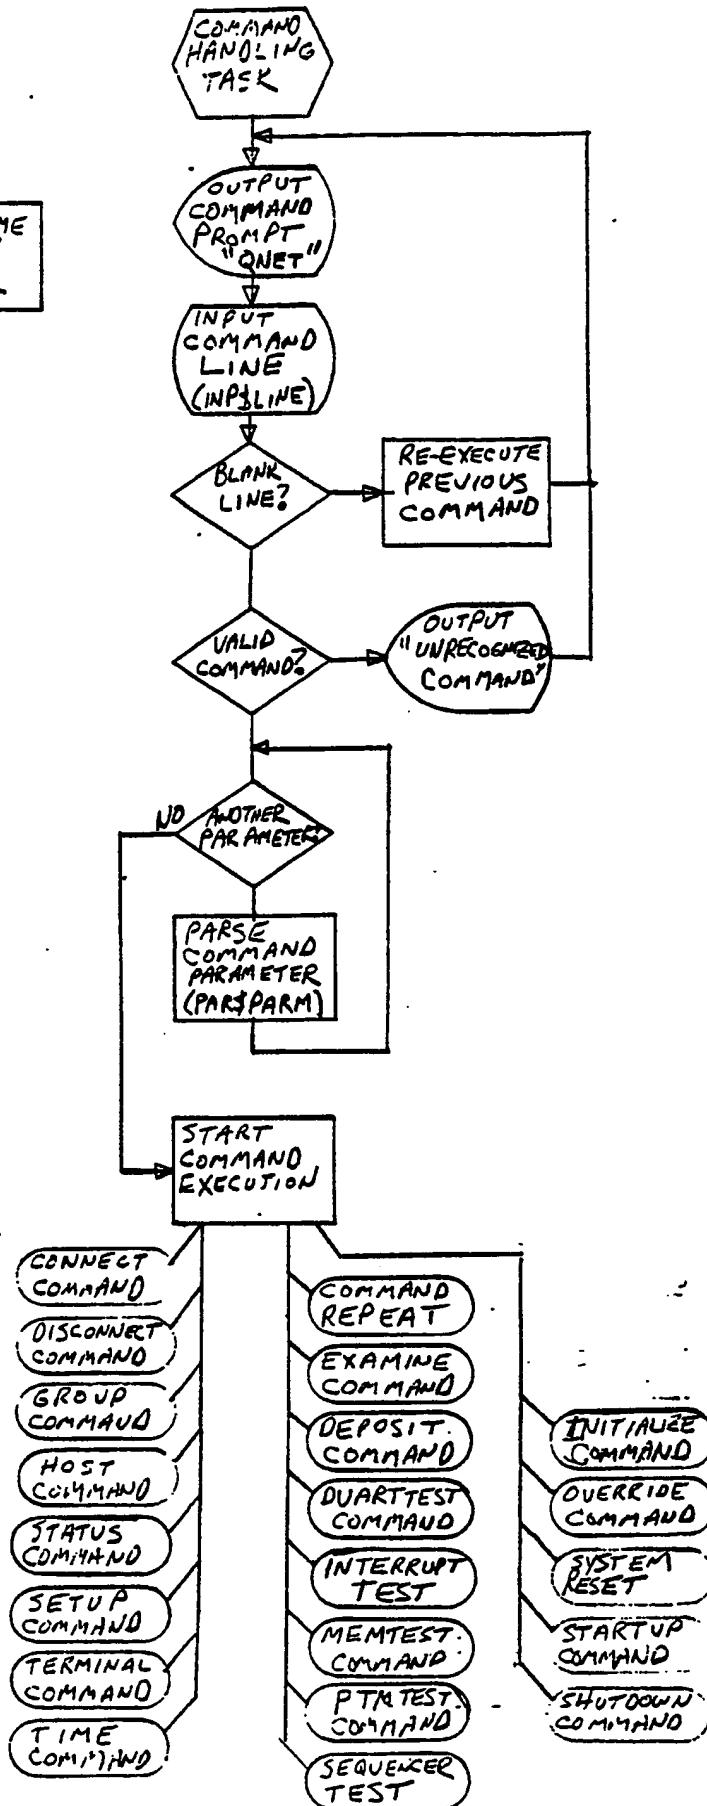 COMMAND
HANDLING
TASK
OUTPUT
COMMAND
PROMPT
"QNET"
INPUT
COMMAND
LINE
(INP$LINE)
BLANK
LINE?
RE-EXECUTE
PREVIOUS
COMMAND
VALID
COMMAND?
OUTPUT
"UNRECOGNIZED
COMMAND"
NO
ANOTHER
PARAMETER?
PARSE
COMMAND
PARAMETER
(PAR$PARM)
START
COMMAND
EXECUTION
CONNECT
COMMAND
DISCONNECT
COMMAND
GROUP
COMMAND
HOST
COMMAND
STATUS
COMMAND
SETUP
COMMAND
TERMINAL
COMMAND
TIME
COMMAND
COMMAND
REPEAT
EXAMINE
COMMAND
DEPOSIT
COMMAND
DUARTTEST
COMMAND
INTERRUPT
TEST
MEMTEST
COMMAND
PTMTEST
COMMAND
SEQUENCER
TEST
INITIALIZE
COMMAND
OVERRIDE
COMMAND
SYSTEM
RESET
STARTUP
COMMAND
SHUTDOWN
COMMAND